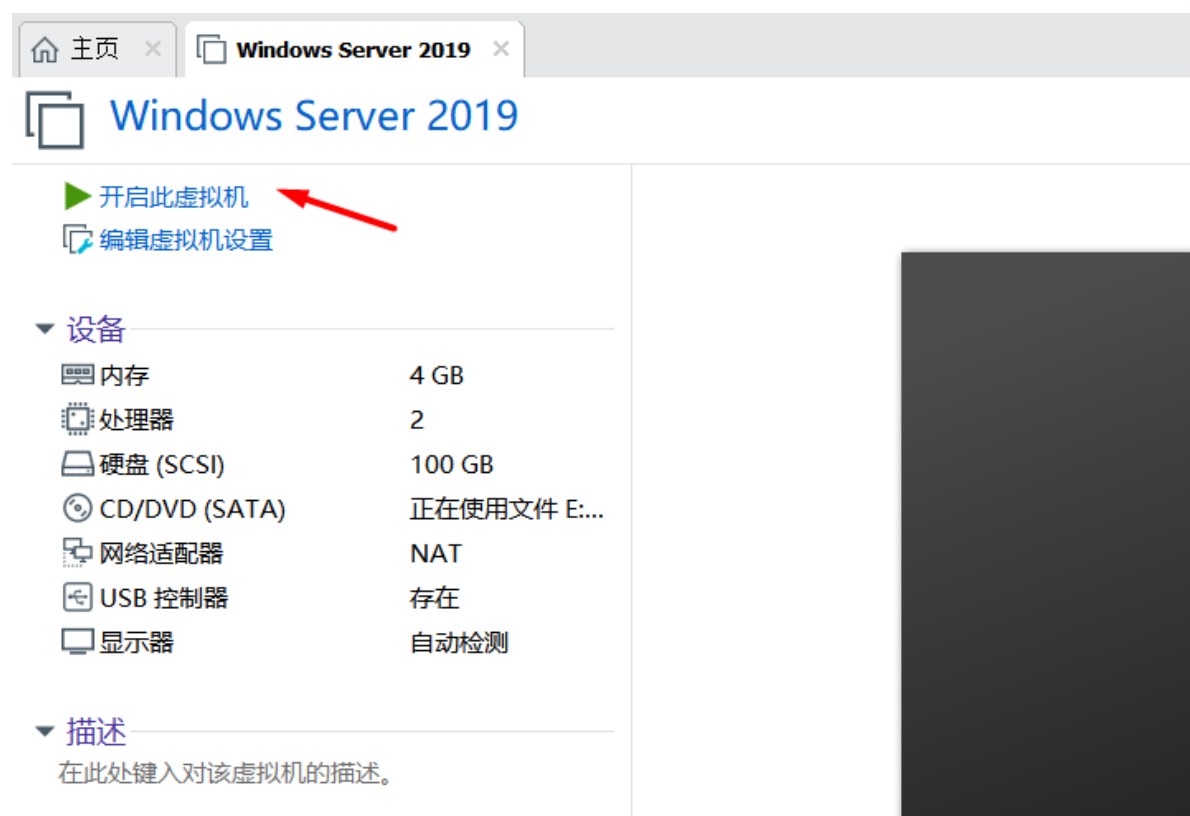 主页 Windows Server 2019
Windows Server 2019
开启此虚拟机
编辑虚拟机设置
设备
内存 4 GB
处理器 2
硬盘 (SCSI) 100 GB
CD/DVD (SATA) 正在使用文件 E:...
网络适配器 NAT
USB 控制器 存在
显示器 自动检测
描述
在此处键入对该虚拟机的描述。